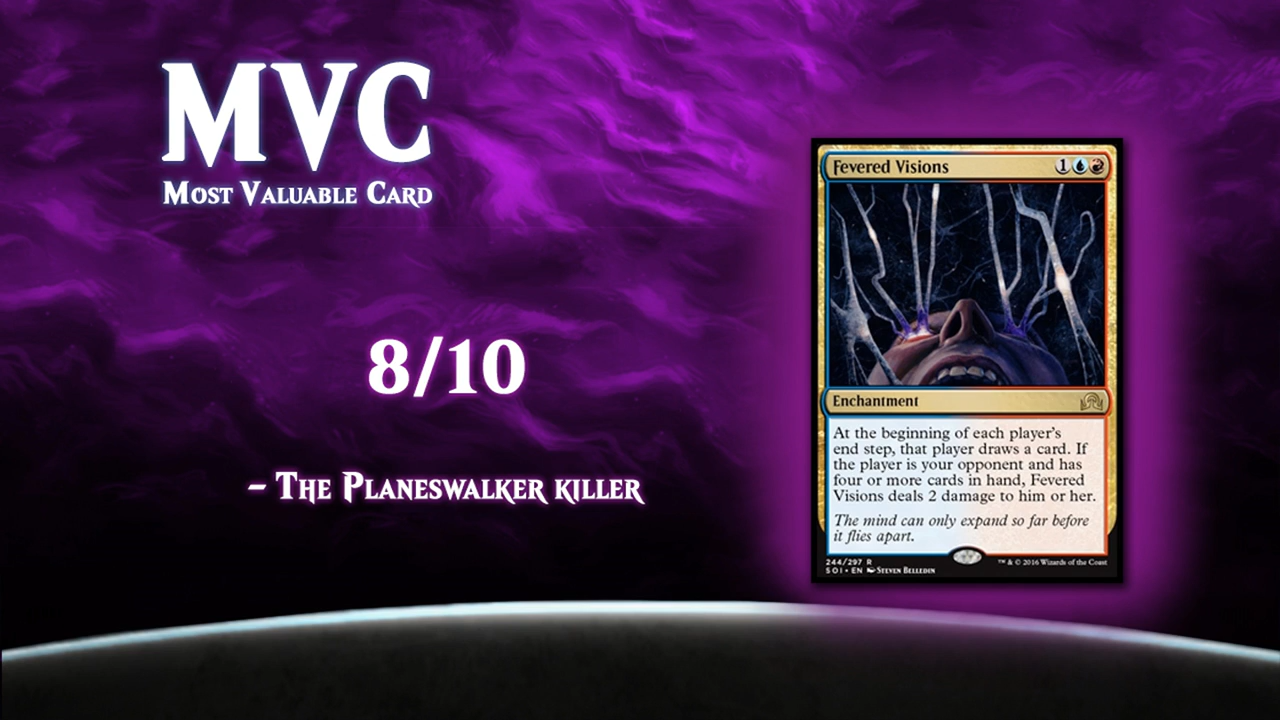 MVC
Most Valuable Card
8/10
– The Planeswalker killer
Fevered Visions 1
Enchantment
At the beginning of each player's
end step, that player draws a card. If
the player is your opponent and has
four or more cards in hand, Fevered
Visions deals 2 damage to him or her.
The mind can only expand so far before
it flies apart.
244/297 R
SOI • EN Steven Belledin
™ & © 2016 Wizards of the Coast